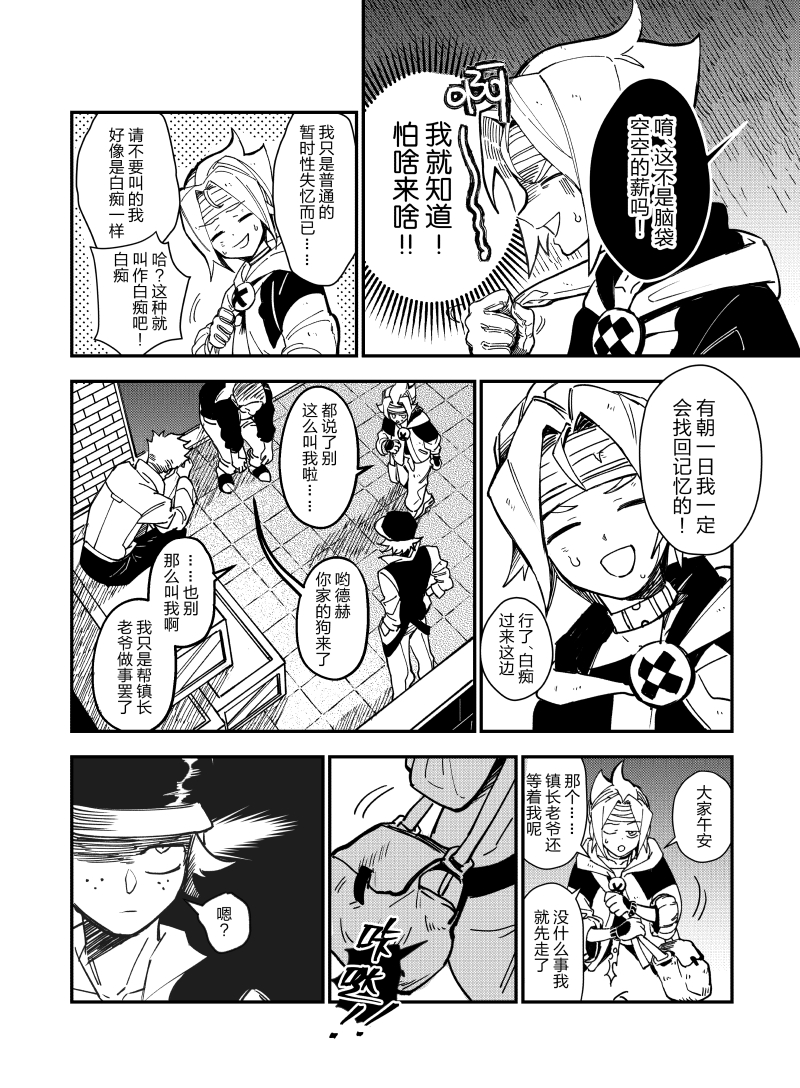 唷、这不是脑袋
空空的薪吗！
啊
我就知道！
怕啥来啥!!
我只是普通的
暂时性失忆而已……
请不要叫的我
好像是白痴一样
哈？这种就
叫作白痴吧！
白痴
有朝一日我一定
会找回记忆的！
行了、白痴
过来这边
都说了别
这么叫我啦……
哟德赫
你家的狗来了
……也别
那么叫我啊
我只是帮镇长
老爷做事罢了
大家午安
那个……
镇长老爷还
等着我呢
没什么事我
就先走了
咔
嗯？